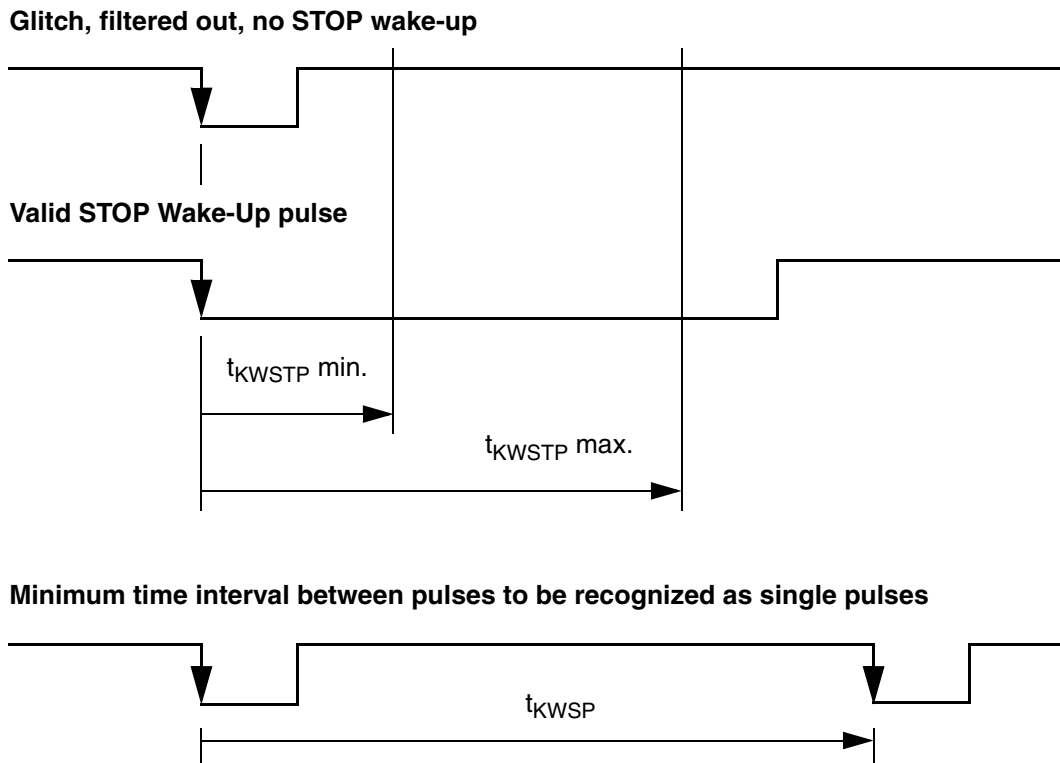 Glitch, filtered out, no STOP wake-up
Valid STOP Wake-Up pulse
tKWSTP min.
tKWSTP max.
Minimum time interval between pulses to be recognized as single pulses
tKWSP